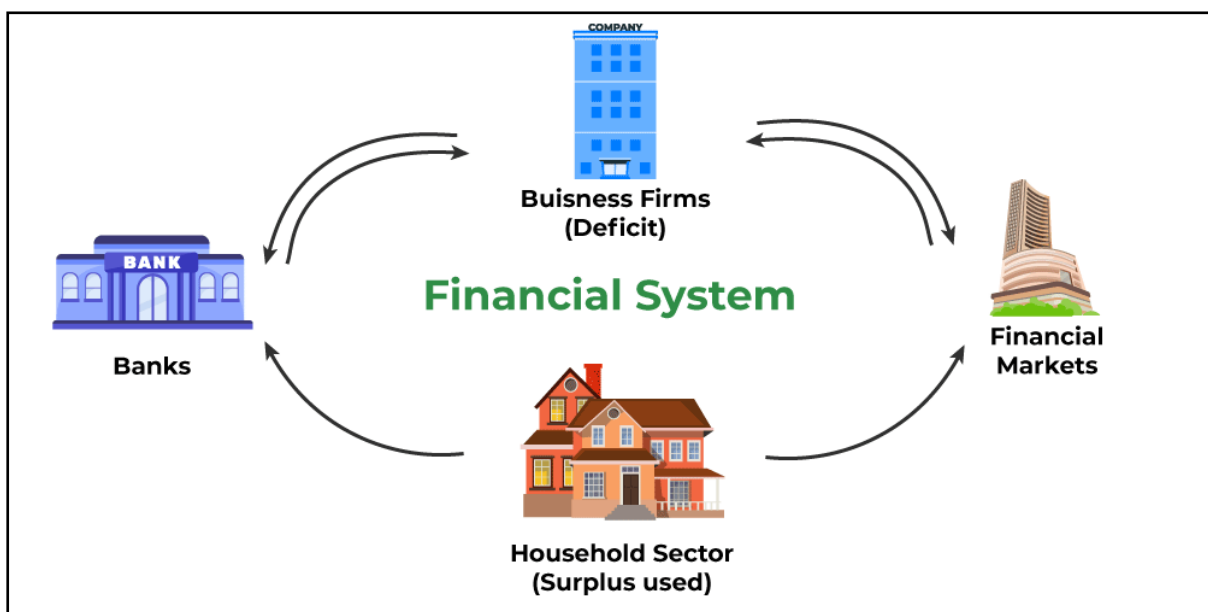 COMPANY
Buisness Firms
(Deficit)
BANK
Financial System
Banks
Financial
Markets
Household Sector
(Surplus used)